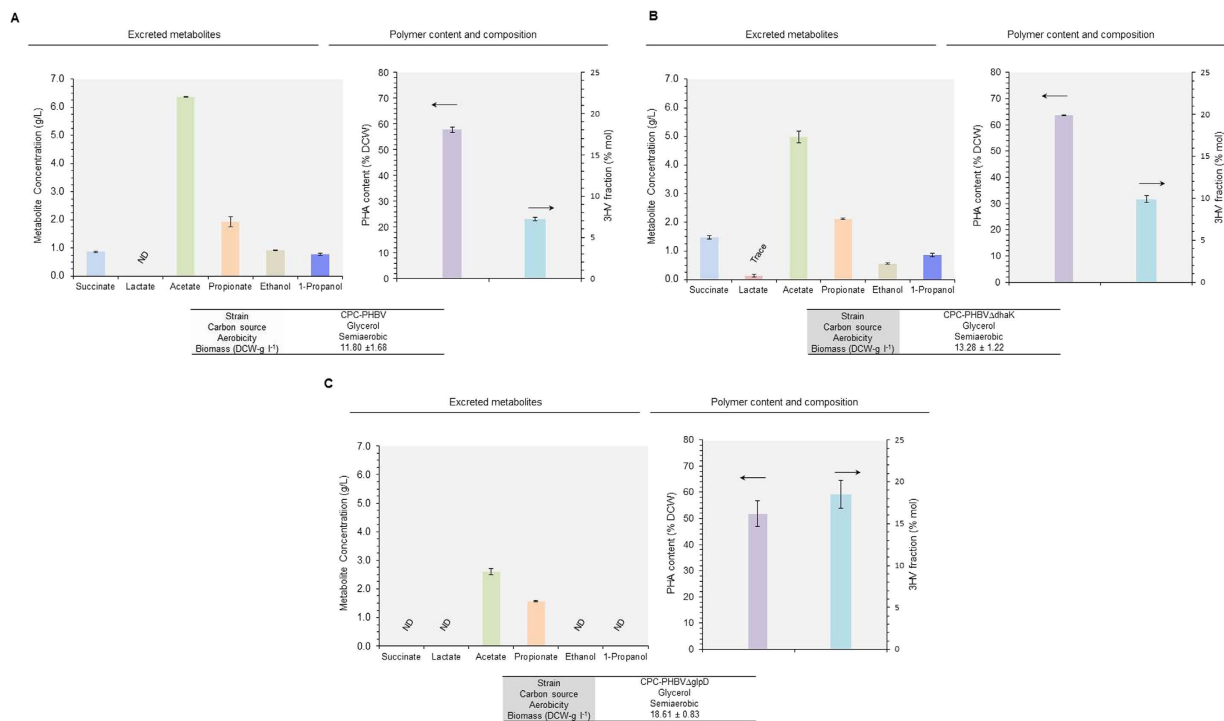 A
Excreted metabolites
Polymer content and composition
Metabolite Concentration (g/L)
7.0
6.0
5.0
4.0
3.0
2.0
1.0
0.0
ND
Succinate Lactate Acetate Propionate Ethanol 1-Propanol
PHA content (% DCW)
80
70
60
50
40
30
20
10
0
25
20
15
10
5
0
3HV fraction (% mol)
Strain CPC-PHBV
Carbon source Glycerol
Aerobicity Semiaerobic
Biomass (DCW-g l⁻¹) 11.80 ±1.68
B
Excreted metabolites
Polymer content and composition
Metabolite Concentration (g/L)
7.0
6.0
5.0
4.0
3.0
2.0
1.0
0.0
Trace
Succinate Lactate Acetate Propionate Ethanol 1-Propanol
PHA content (% DCW)
80
70
60
50
40
30
20
10
0
25
20
15
10
5
0
3HV fraction (% mol)
Strain CPC-PHBVΔdhaK
Carbon source Glycerol
Aerobicity Semiaerobic
Biomass (DCW-g l⁻¹) 13.28 ± 1.22
C
Excreted metabolites
Polymer content and composition
Metabolite Concentration (g/L)
7.0
6.0
5.0
4.0
3.0
2.0
1.0
0.0
ND ND ND ND
Succinate Lactate Acetate Propionate Ethanol 1-Propanol
PHA content (% DCW)
80
70
60
50
40
30
20
10
0
25
20
15
10
5
0
3HV fraction (% mol)
Strain CPC-PHBVΔglpD
Carbon source Glycerol
Aerobicity Semiaerobic
Biomass (DCW-g l⁻¹) 18.61 ± 0.83